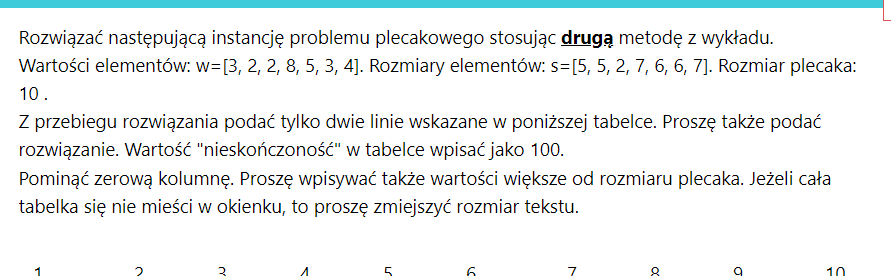 Rozwiązać następującą instancję problemu plecakowego stosując drugą metodę z wykładu.
Wartości elementów: w=[3, 2, 2, 8, 5, 3, 4]. Rozmiary elementów: s=[5, 5, 2, 7, 6, 6, 7]. Rozmiar plecaka:
10 .
Z przebiegu rozwiązania podać tylko dwie linie wskazane w poniższej tabelce. Proszę także podać
rozwiązanie. Wartość "nieskończoność" w tabelce wpisać jako 100.
Pominąć zerową kolumnę. Proszę wpisywać także wartości większe od rozmiaru plecaka. Jeżeli cała
tabelka się nie mieści w okienku, to proszę zmiejszyć rozmiar tekstu.
1 2 3 4 5 6 7 8 9 10